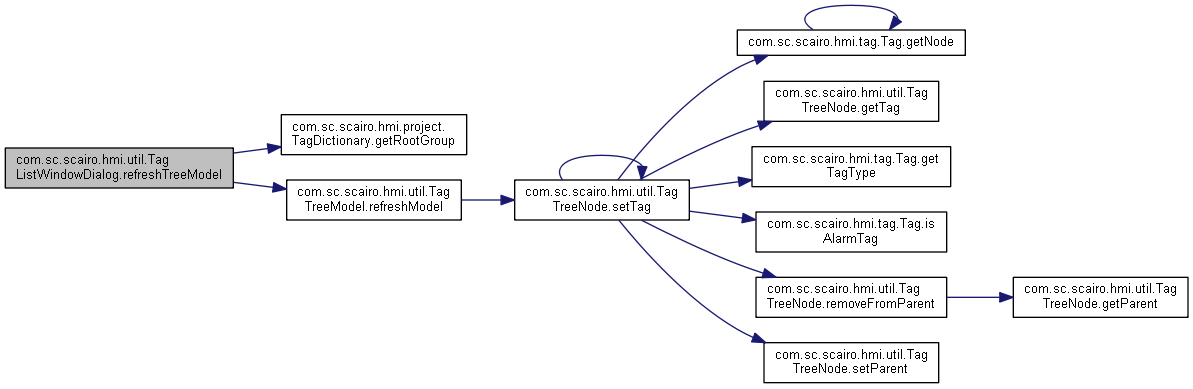 com.sc.scairo.hmi.tag.Tag.getNode
com.sc.scairo.hmi.util.Tag
TreeNode.getTag
com.sc.scairo.hmi.project.
TagDictionary.getRootGroup
com.sc.scairo.hmi.util.Tag
ListWindowDialog.refreshTreeModel
com.sc.scairo.hmi.tag.Tag.get
TagType
com.sc.scairo.hmi.util.Tag
TreeModel.refreshModel
com.sc.scairo.hmi.util.Tag
TreeNode.setTag
com.sc.scairo.hmi.tag.Tag.is
AlarmTag
com.sc.scairo.hmi.util.Tag
TreeNode.removeFromParent
com.sc.scairo.hmi.util.Tag
TreeNode.getParent
com.sc.scairo.hmi.util.Tag
TreeNode.setParent